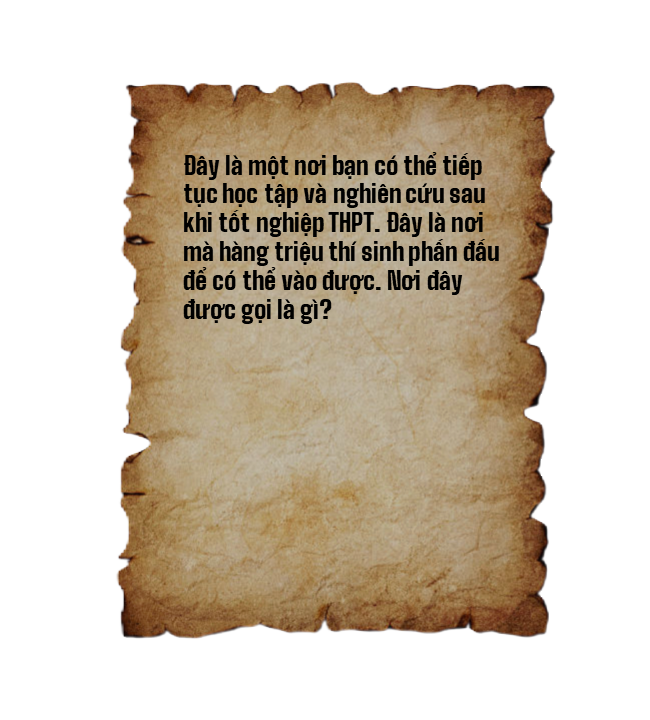 Đây là một nơi bạn có thể tiếp
tục học tập và nghiên cứu sau
khi tốt nghiệp THPT. Đây là nơi
mà hàng triệu thí sinh phấn đấu
để có thể vào được. Nơi đây
được gọi là gì?